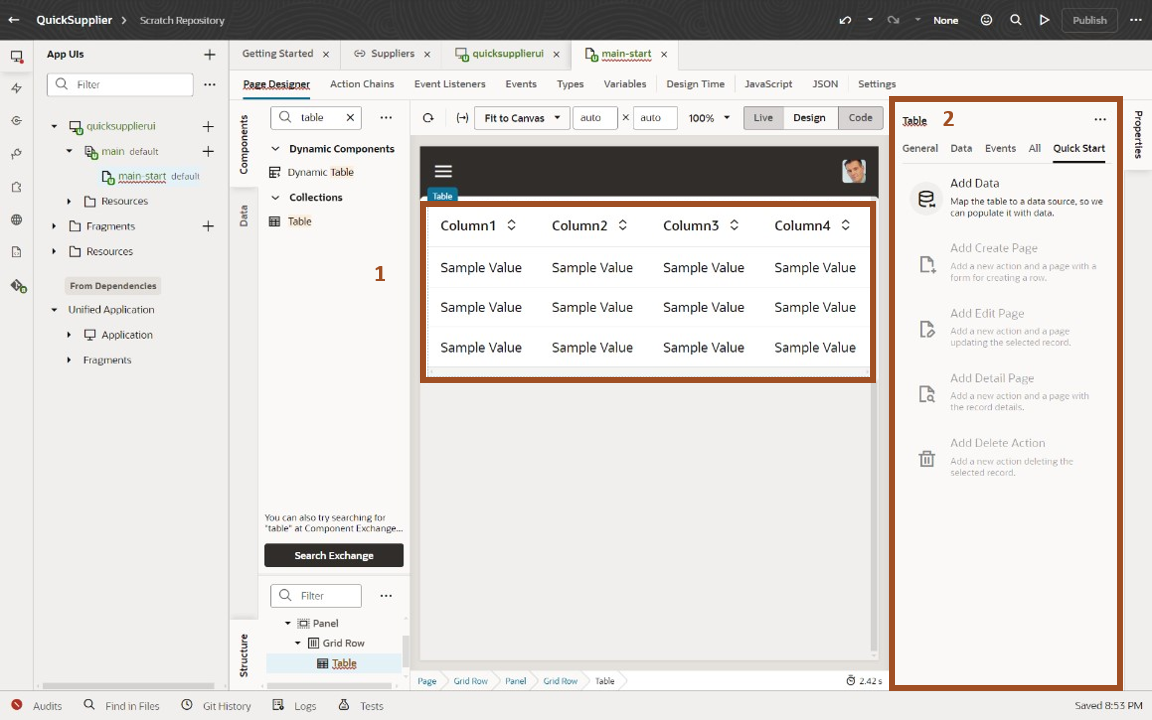 QuickSupplier > Scratch Repository
None
Publish
App UIs
Filter
quicksupplierui
main default
main-start default
Resources
Fragments
Resources
From Dependencies
Unified Application
Application
Fragments
Getting Started
Suppliers
quicksupplierui
main-start
Page Designer Action Chains Event Listeners Events Types Variables Design Time JavaScript JSON Settings
Components
Data
Structure
table
Dynamic Components
Dynamic Table
Collections
Table
1
You can also try searching for
"table" at Component Exchange...
Search Exchange
Filter
Panel
Grid Row
Table
Fit to Canvas auto × auto 100% Live Design Code
Table
Column1 Column2 Column3 Column4
Sample Value Sample Value Sample Value Sample Value
Sample Value Sample Value Sample Value Sample Value
Sample Value Sample Value Sample Value Sample Value
Page Grid Row Panel Grid Row Table
2.42 s
Table 2
General Data Events All Quick Start
Add Data
Map the table to a data source, so we
can populate it with data.
Add Create Page
Add a new action and a page with a
form for creating a row.
Add Edit Page
Add a new action and a page
updating the selected record.
Add Detail Page
Add a new action and a page with
the record details.
Add Delete Action
Add a new action deleting the
selected record.
Properties
Audits Find in Files Git History Logs Tests
Saved 8:53 PM